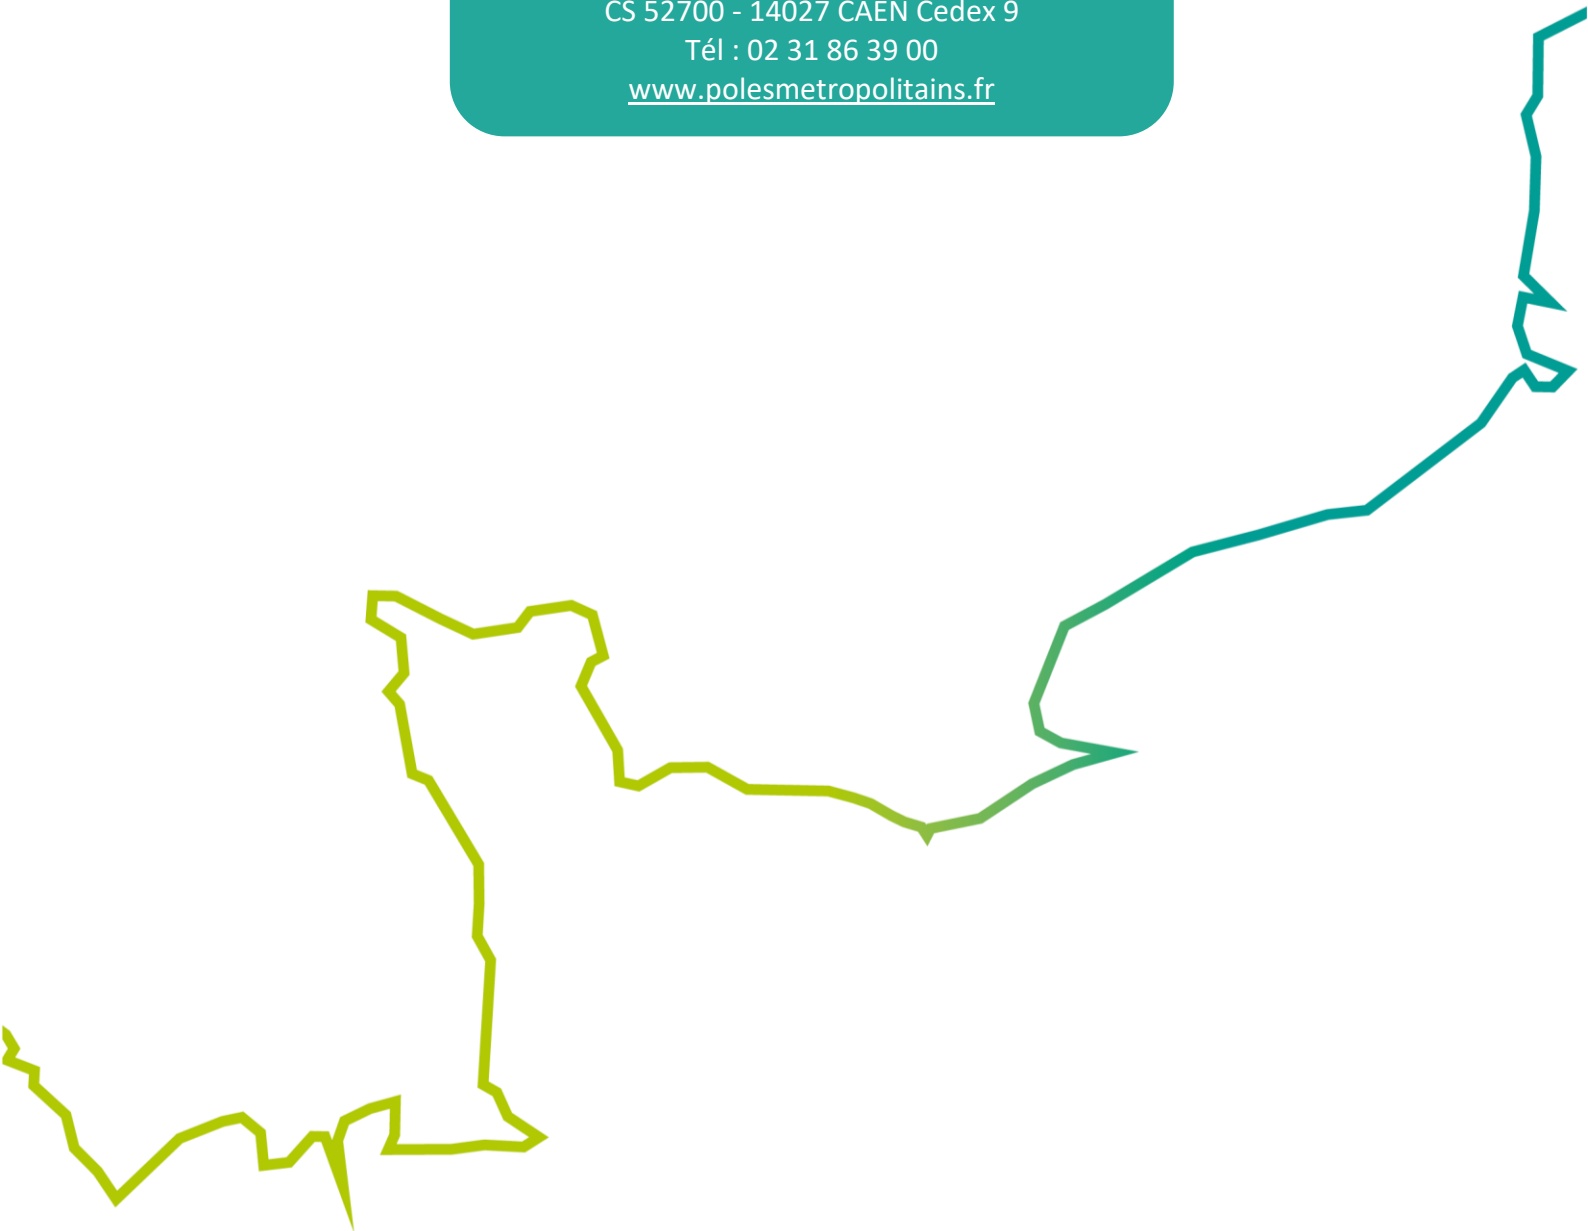 CS 52700 - 14027 CAEN Cedex 9
Tél : 02 31 86 39 00
www.polesmetropolitains.fr